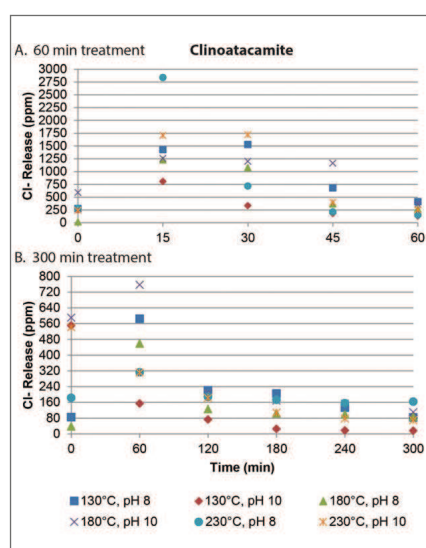 A. 60 min treatment Clinoatacamite
Cl- Release (ppm)
3000
2750
2500
2250
2000
1750
1500
1250
1000
750
500
250
0
0 15 30 45 60
B. 300 min treatment
Cl- Release (ppm)
800
720
640
560
480
400
320
240
160
80
0
0 60 120 180 240 300
Time (min)
130°C, pH 8 130°C, pH 10 180°C, pH 8
180°C, pH 10 230°C, pH 8 230°C, pH 10